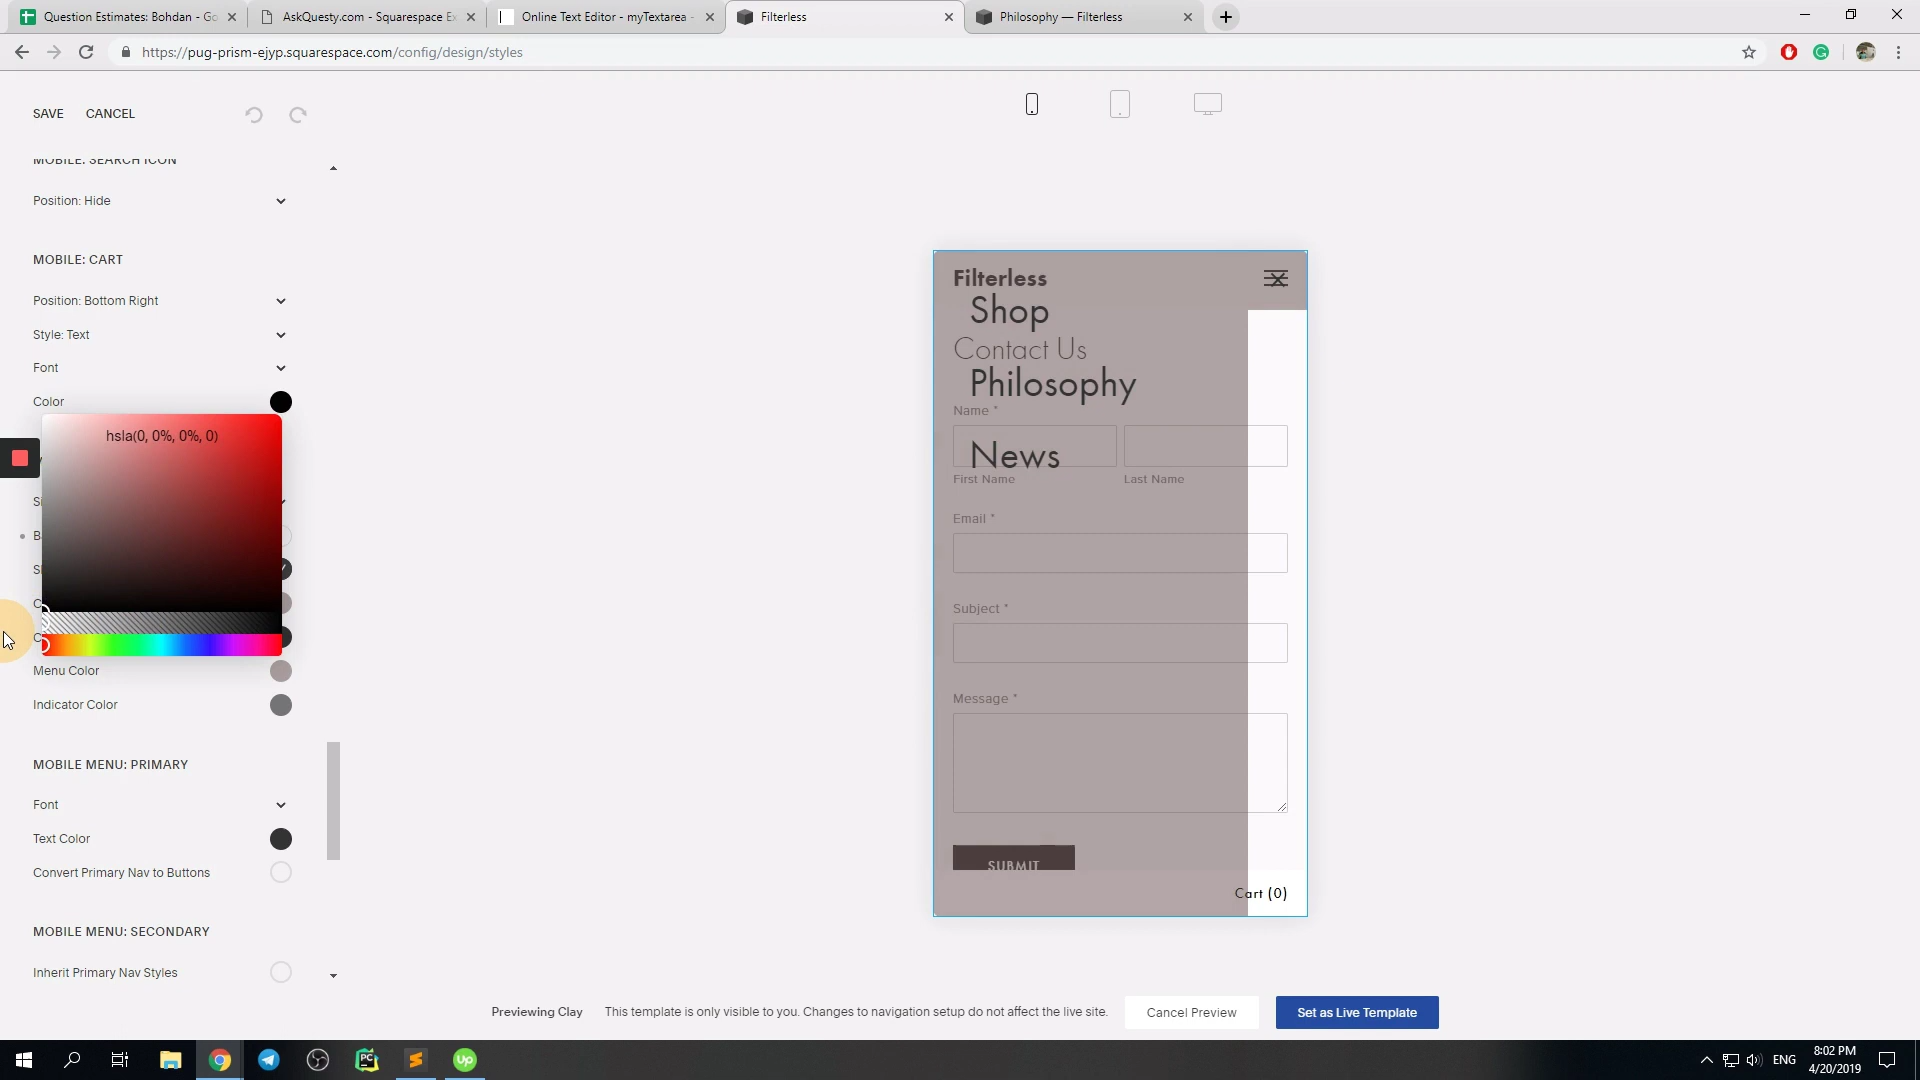 Question Estimates: Bohdan - Go
AskQuesty.com - Squarespace Ex
Online Text Editor - myTextarea -
Filterless
Philosophy — Filterless
https://pug-prism-ejyp.squarespace.com/config/design/styles
SAVE
CANCEL
MOBILE: SEARCH ICON
Position: Hide
MOBILE: CART
Position: Bottom Right
Style: Text
Font
Color
hsla(0, 0%, 0%, 0)
Menu Color
Indicator Color
MOBILE MENU: PRIMARY
Font
Text Color
Convert Primary Nav to Buttons
MOBILE MENU: SECONDARY
Inherit Primary Nav Styles
Filterless
Shop
Contact Us
Philosophy
Name *
News
First Name
Last Name
Email *
Subject *
Message *
SUBMIT
Cart (0)
Previewing Clay
This template is only visible to you. Changes to navigation setup do not affect the live site.
Cancel Preview
Set as Live Template
PC
Up
ENG
8:02 PM
4/20/2019